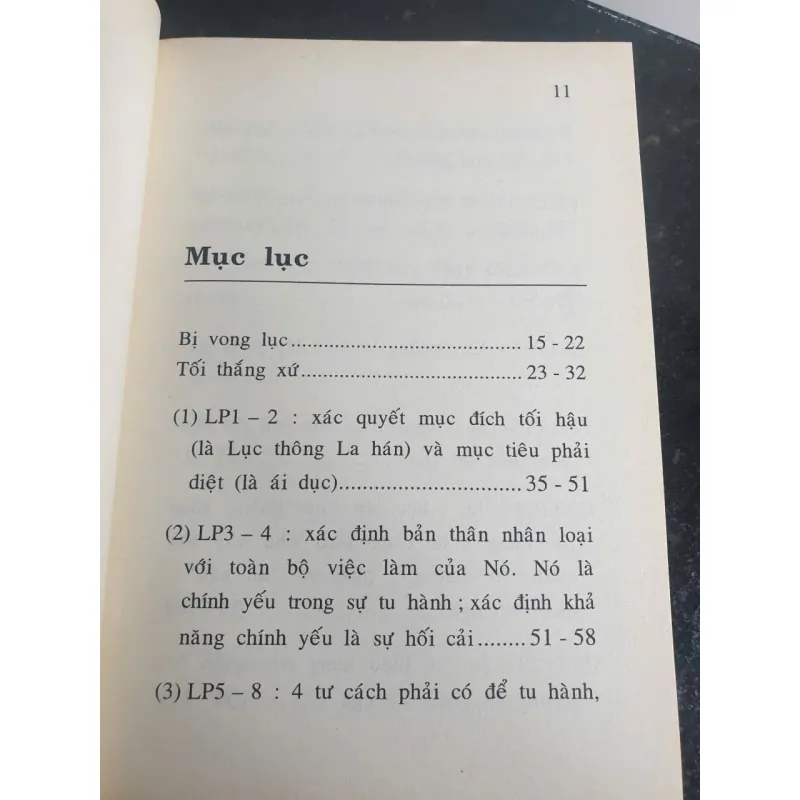 11
Mục lục
Bị vong lục.......................................... 15 - 22
Tối thắng xứ........................................ 23 - 32
(1) LP1 – 2 : xác quyết mục đích tối hậu
(là Lục thông La hán) và mục tiêu phải
diệt (là ái dục)................................. 35 - 51
(2) LP3 – 4 : xác định bản thân nhân loại
với toàn bộ việc làm của Nó. Nó là
chính yếu trong sự tu hành ; xác định khả
năng chính yếu là sự hối cải........ 51 - 58
(3) LP5 – 8 : 4 tư cách phải có để tu hành,